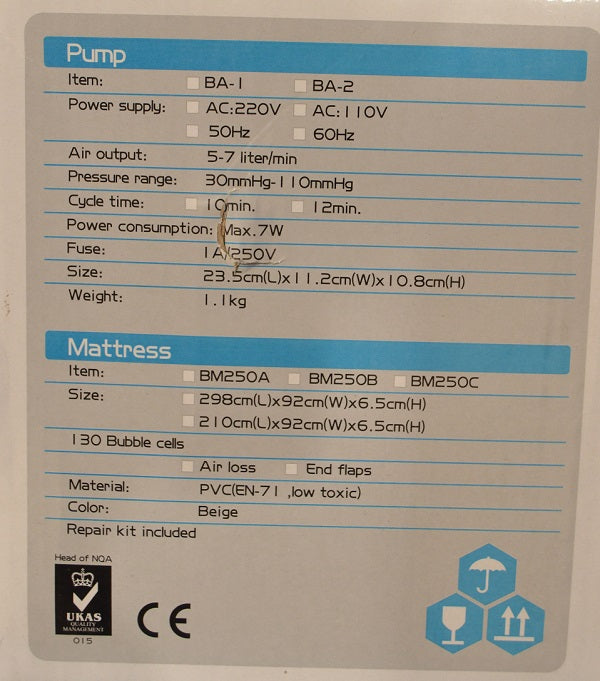 Pump
Item: BA-1 BA-2
Power supply: AC:220V AC:110V
50Hz 60Hz
Air output: 5-7 liter/min
Pressure range: 30mmHg-110mmHg
Cycle time: 10min. 12min.
Power consumption: Max.7W
Fuse: 1A/250V
Size: 23.5cm(L)x11.2cm(W)x10.8cm(H)
Weight: 1.1kg
Mattress
Item: BM250A BM250B BM250C
Size: 298cm(L)x92cm(W)x6.5cm(H)
210cm(L)x92cm(W)x6.5cm(H)
130 Bubble cells
Air loss End flaps
Material: PVC(EN-71 ,low toxic)
Color: Beige
Repair kit included
Head of NQA
UKAS
QUALITY
MANAGEMENT
015
CE